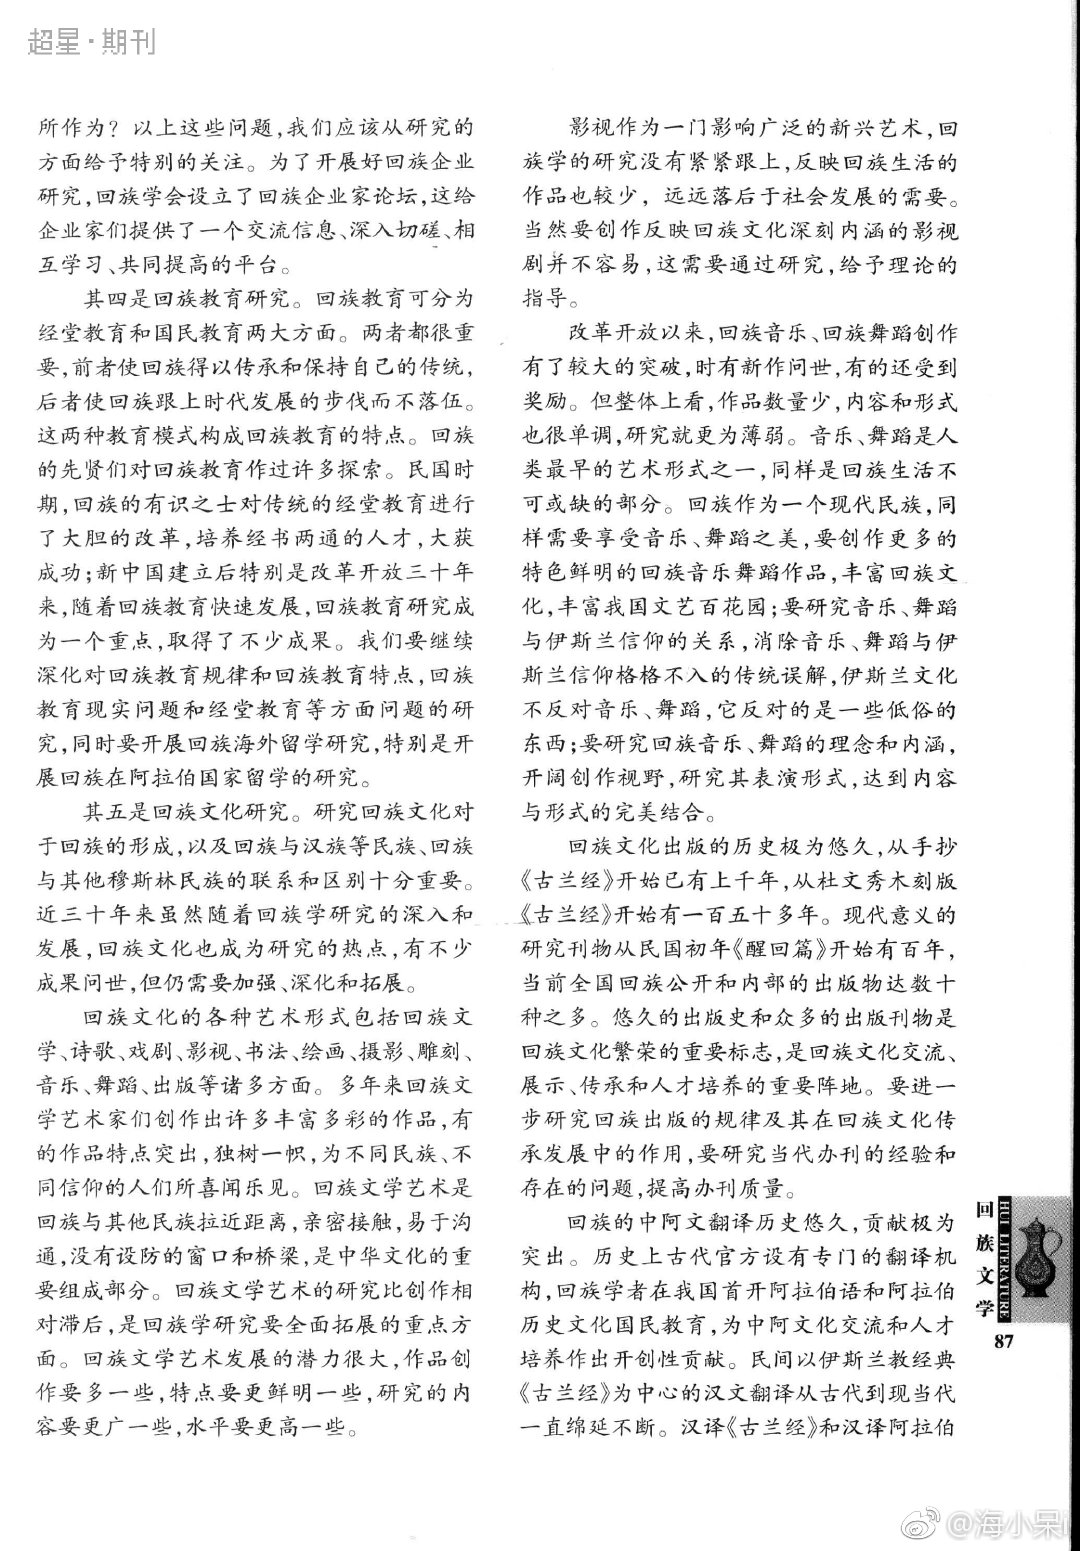 超星·期刊
所作为？以上这些问题,我们应该从研究的
方面给予特别的关注。为了开展好回族企业
研究,回族学会设立了回族企业家论坛,这给
企业家们提供了一个交流信息、深入切磋、相
互学习、共同提高的平台。
其四是回族教育研究。回族教育可分为
经堂教育和国民教育两大方面。两者都很重
要,前者使回族得以传承和保持自己的传统,
后者使回族跟上时代发展的步伐而不落伍。
这两种教育模式构成回族教育的特点。回族
的先贤们对回族教育作过许多探索。民国时
期,回族的有识之士对传统的经堂教育进行
了大胆的改革,培养经书两通的人才,大获
成功;新中国建立后特别是改革开放三十年
来,随着回族教育快速发展,回族教育研究成
为一个重点,取得了不少成果。我们要继续
深化对回族教育规律和回族教育特点,回族
教育现实问题和经堂教育等方面问题的研
究,同时要开展回族海外留学研究,特别是开
展回族在阿拉伯国家留学的研究。
其五是回族文化研究。研究回族文化对
于回族的形成,以及回族与汉族等民族、回族
与其他穆斯林民族的联系和区别十分重要。
近三十年来虽然随着回族学研究的深入和
发展,回族文化也成为研究的热点,有不少
成果问世,但仍需要加强、深化和拓展。
回族文化的各种艺术形式包括回族文
学、诗歌、戏剧、影视、书法、绘画、摄影、雕刻、
音乐、舞蹈、出版等诸多方面。多年来回族文
学艺术家们创作出许多丰富多彩的作品,有
的作品特点突出,独树一帜,为不同民族、不
同信仰的人们所喜闻乐见。回族文学艺术是
回族与其他民族拉近距离,亲密接触,易于沟
通,没有设防的窗口和桥梁,是中华文化的重
要组成部分。回族文学艺术的研究比创作相
对滞后,是回族学研究要全面拓展的重点方
面。回族文学艺术发展的潜力很大,作品创
作要多一些,特点要更鲜明一些,研究的内
容要更广一些,水平要更高一些。
影视作为一门影响广泛的新兴艺术,回
族学的研究没有紧紧跟上,反映回族生活的
作品也较少，远远落后于社会发展的需要。
当然要创作反映回族文化深刻内涵的影视
剧并不容易,这需要通过研究,给予理论的
指导。
改革开放以来,回族音乐、回族舞蹈创作
有了较大的突破,时有新作问世,有的还受到
奖励。但整体上看,作品数量少,内容和形式
也很单调,研究就更为薄弱。音乐、舞蹈是人
类最早的艺术形式之一,同样是回族生活不
可或缺的部分。回族作为一个现代民族,同
样需要享受音乐、舞蹈之美,要创作更多的
特色鲜明的回族音乐舞蹈作品,丰富回族文
化,丰富我国文艺百花园;要研究音乐、舞蹈
与伊斯兰信仰的关系,消除音乐、舞蹈与伊
斯兰信仰格格不入的传统误解,伊斯兰文化
不反对音乐、舞蹈,它反对的是一些低俗的
东西;要研究回族音乐、舞蹈的理念和内涵,
开阔创作视野,研究其表演形式,达到内容
与形式的完美结合。
回族文化出版的历史极为悠久,从手抄
《古兰经》开始已有上千年,从杜文秀木刻版
《古兰经》开始有一百五十多年。现代意义的
研究刊物从民国初年《醒回篇》开始有百年,
当前全国回族公开和内部的出版物达数十
种之多。悠久的出版史和众多的出版刊物是
回族文化繁荣的重要标志,是回族文化交流、
展示、传承和人才培养的重要阵地。要进一
步研究回族出版的规律及其在回族文化传
承发展中的作用,要研究当代办刊的经验和
存在的问题,提高办刊质量。
回族的中阿文翻译历史悠久,贡献极为
突出。历史上古代官方设有专门的翻译机
构,回族学者在我国首开阿拉伯语和阿拉伯
历史文化国民教育,为中阿文化交流和人才
培养作出开创性贡献。民间以伊斯兰教经典
《古兰经》为中心的汉文翻译从古代到现当代
一直绵延不断。汉译《古兰经》和汉译阿拉伯
回族文学
HUI LITERATURE
87
@海小呆